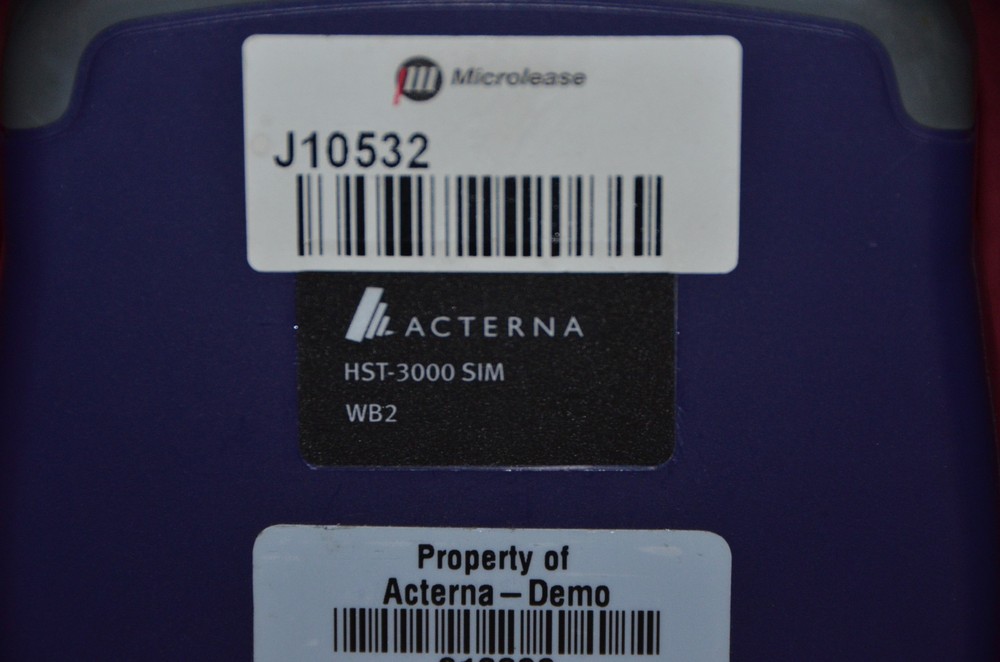 Microlease
J10532
ACTERNA
HST-3000 SIM
WB2
Property of
Acterna – Demo